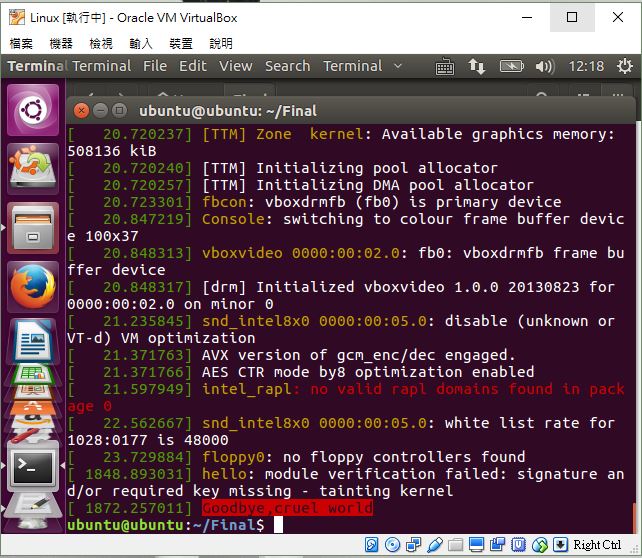 Linux [執行中] - Oracle VM VirtualBox
檔案 機器 檢視 輸入 裝置 說明
Terminal Terminal File Edit View Search Terminal 12:18
ubuntu@ubuntu: ~/Final
[   20.720237] [TTM] Zone  kernel: Available graphics memory:
508136 kiB
[   20.720240] [TTM] Initializing pool allocator
[   20.720257] [TTM] Initializing DMA pool allocator
[   20.723301] fbcon: vboxdrmfb (fb0) is primary device
[   20.847219] Console: switching to colour frame buffer devic
e 100x37
[   20.848313] vboxvideo 0000:00:02.0: fb0: vboxdrmfb frame bu
ffer device
[   20.848317] [drm] Initialized vboxvideo 1.0.0 20130823 for
0000:00:02.0 on minor 0
[   21.235845] snd_intel8x0 0000:00:05.0: disable (unknown or
VT-d) VM optimization
[   21.371763] AVX version of gcm_enc/dec engaged.
[   21.371766] AES CTR mode by8 optimization enabled
[   21.597949] intel_rapl: no valid rapl domains found in pack
age 0
[   22.562667] snd_intel8x0 0000:00:05.0: white list rate for
1028:0177 is 48000
[   23.729884] floppy0: no floppy controllers found
[ 1848.893031] hello: module verification failed: signature an
d/or required key missing - tainting kernel
[ 1872.257011] Goodbye,cruel world
ubuntu@ubuntu:~/Final$
Right Ctrl